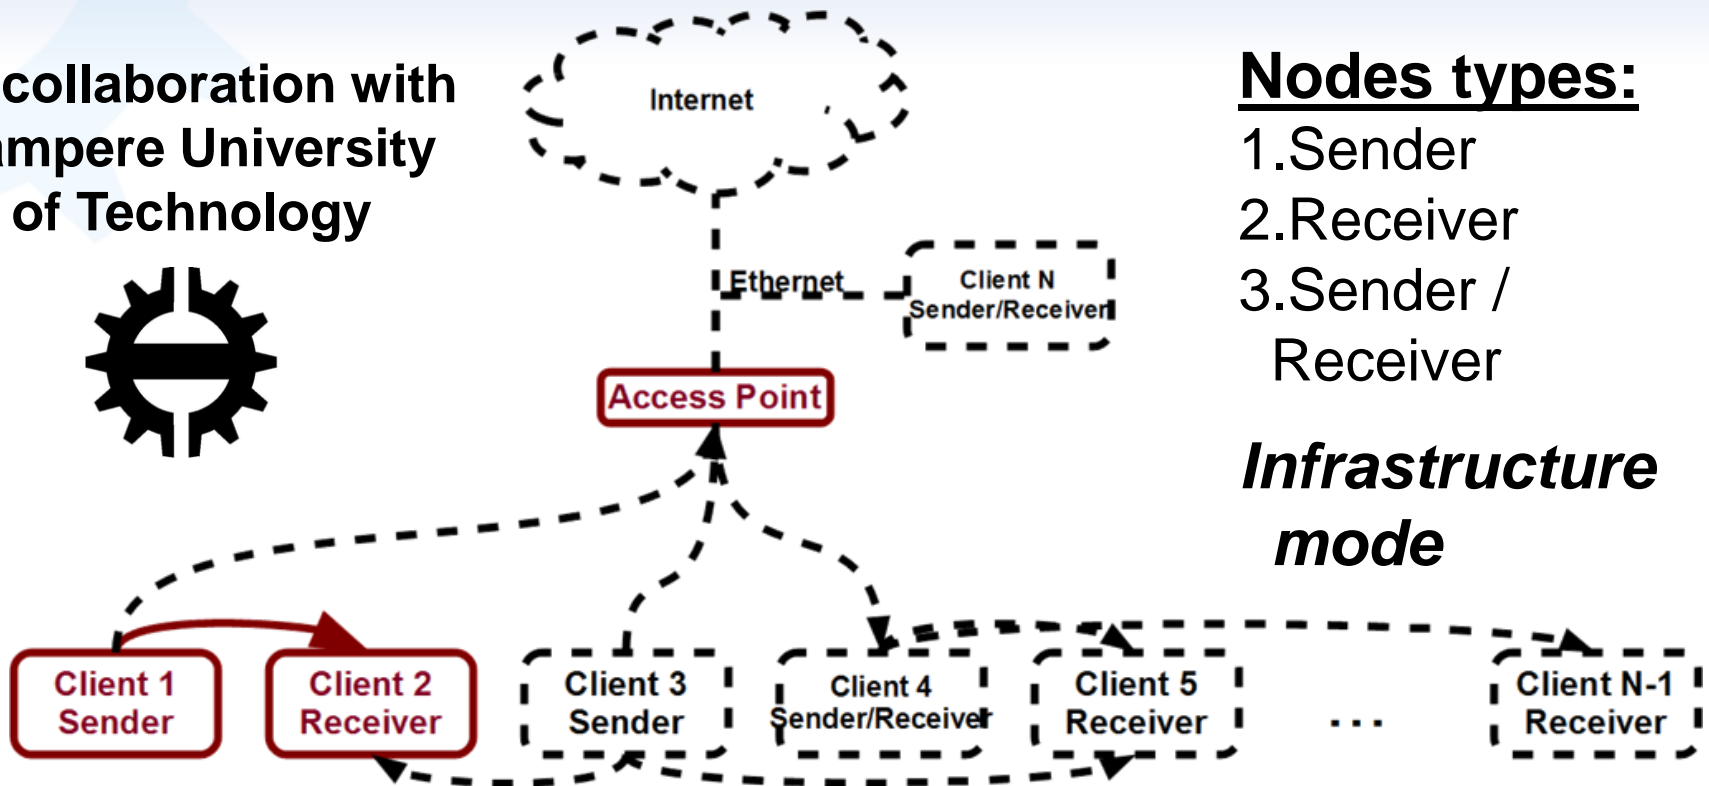 collaboration with
ampere University
of Technology
Internet
Ethernet
Client N
Sender/Receiver
Access Point
Nodes types:
1.Sender
2.Receiver
3.Sender /
Receiver
Infrastructure
mode
Client 1
Sender
Client 2
Receiver
Client 3
Sender
Client 4
Sender/Receiver
Client 5
Receiver
...
Client N-1
Receiver